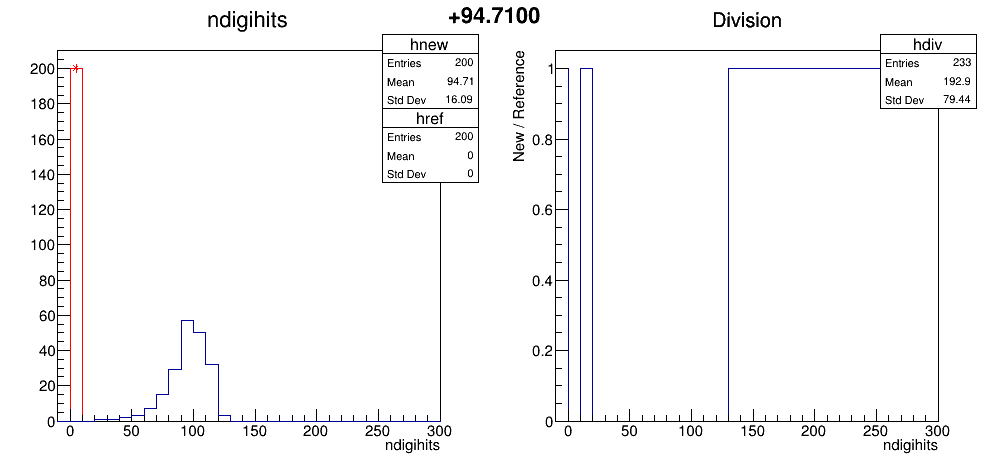 +94.7100
ndigihits
hnew
Entries 200
Mean 94.71
Std Dev 16.09
href
Entries 200
Mean 0
Std Dev 0
200
180
160
140
120
100
80
60
40
20
0
0 50 100 150 200 250 300
ndigihits
Division
hdiv
Entries 233
Mean 192.9
Std Dev 79.44
New / Reference
1
0.8
0.6
0.4
0.2
0
0 50 100 150 200 250 300
ndigihits